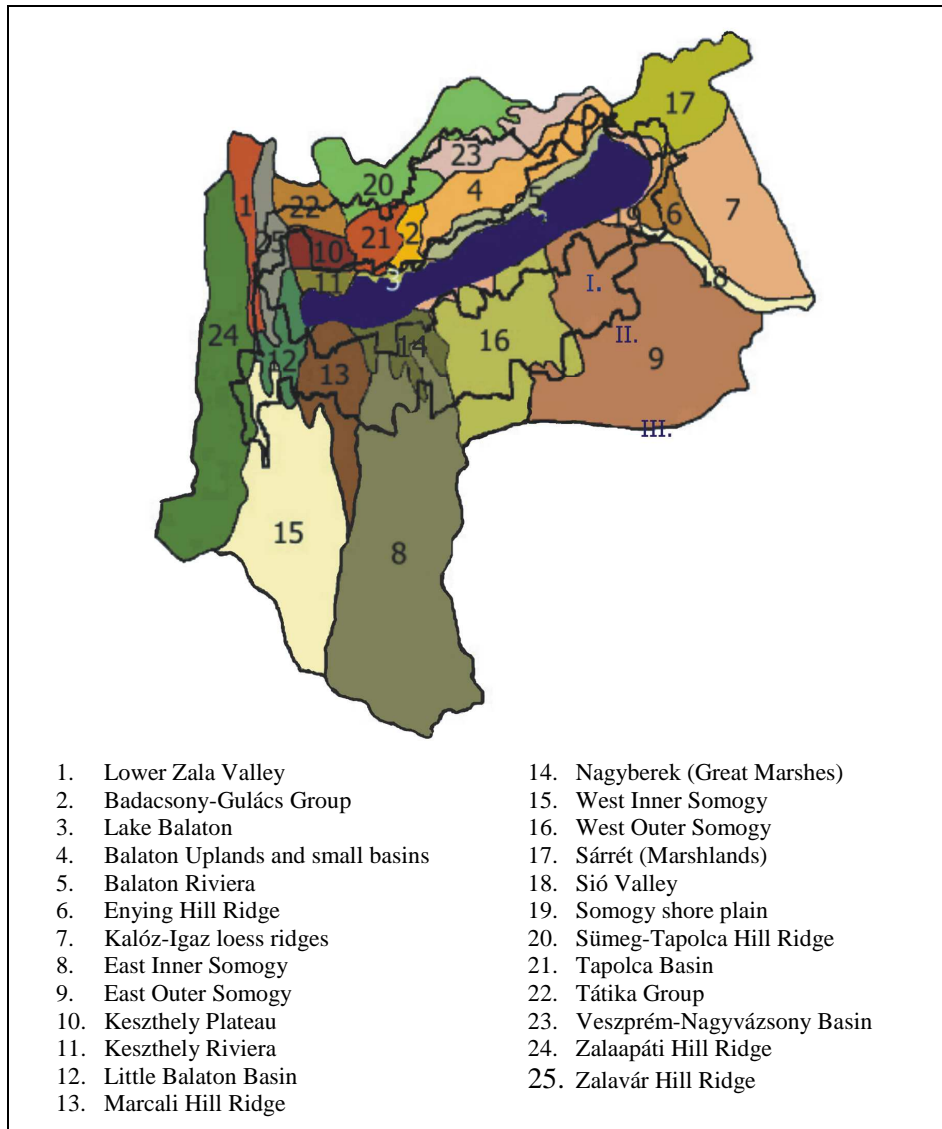 17
23
20
4
5
1
22
2
6
7
25
21
19
10
I.
11
3
18
24
II.
14
16
12
9
13
III.
15
8
1. Lower Zala Valley
2. Badacsony-Gulács Group
3. Lake Balaton
4. Balaton Uplands and small basins
5. Balaton Riviera
6. Enying Hill Ridge
7. Kalóz-Igaz loess ridges
8. East Inner Somogy
9. East Outer Somogy
10. Keszthely Plateau
11. Keszthely Riviera
12. Little Balaton Basin
13. Marcali Hill Ridge
14. Nagyberek (Great Marshes)
15. West Inner Somogy
16. West Outer Somogy
17. Sárrét (Marshlands)
18. Sió Valley
19. Somogy shore plain
20. Sümeg-Tapolca Hill Ridge
21. Tapolca Basin
22. Tátika Group
23. Veszprém-Nagyvázsony Basin
24. Zalaapáti Hill Ridge
25. Zalavár Hill Ridge